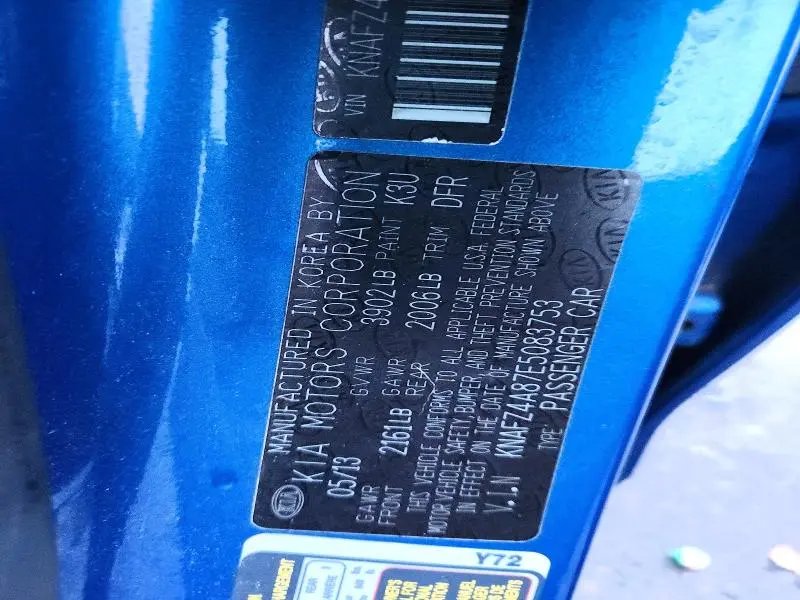 VIN KNAFZ4
MANUFACTURED IN KOREA BY
KIA MOTORS CORPORATION
05/13 GVWR 3902LB PAINT K3U
GAWR FRONT 2161LB GAWR REAR 2006LB TRIM DFR
THIS VEHICLE CONFORMS TO ALL APPLICABLE U.S.A. FEDERAL
MOTOR VEHICLE SAFETY, BUMPER AND THEFT PREVENTION STANDARDS
IN EFFECT ON THE DATE OF MANUFACTURE SHOWN ABOVE
V.I.N KNAFZ4A87E5083753
TYPE : PASSENGER CAR
KIA
Y72